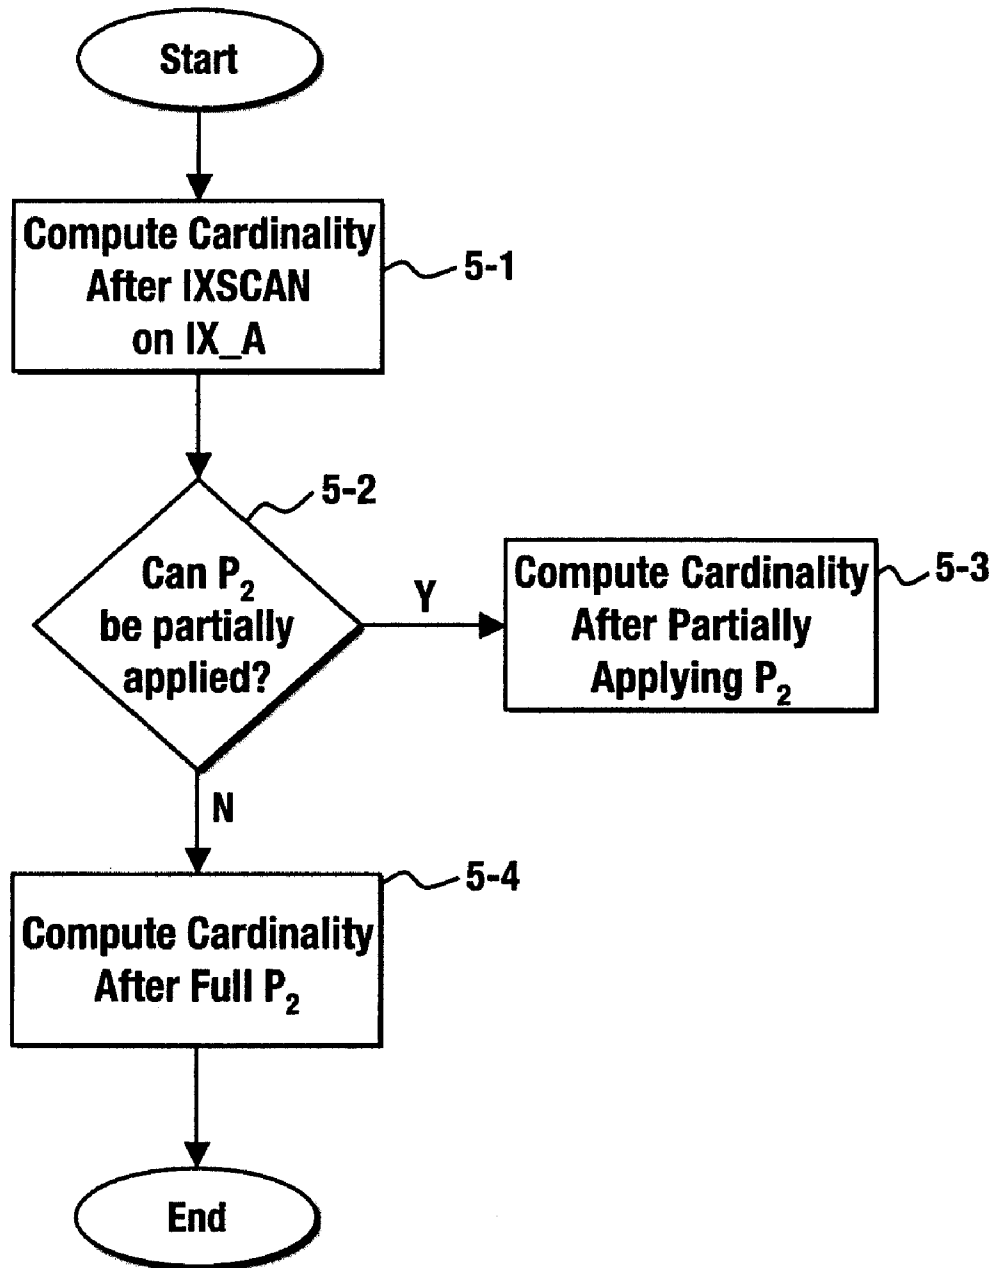 Start
Compute Cardinality
After IXSCAN
on IX_A
5-1
5-2
Can P₂
be partially
applied?
Y
Compute Cardinality
After Partially
Applying P₂
5-3
N
5-4
Compute Cardinality
After Full P₂
End